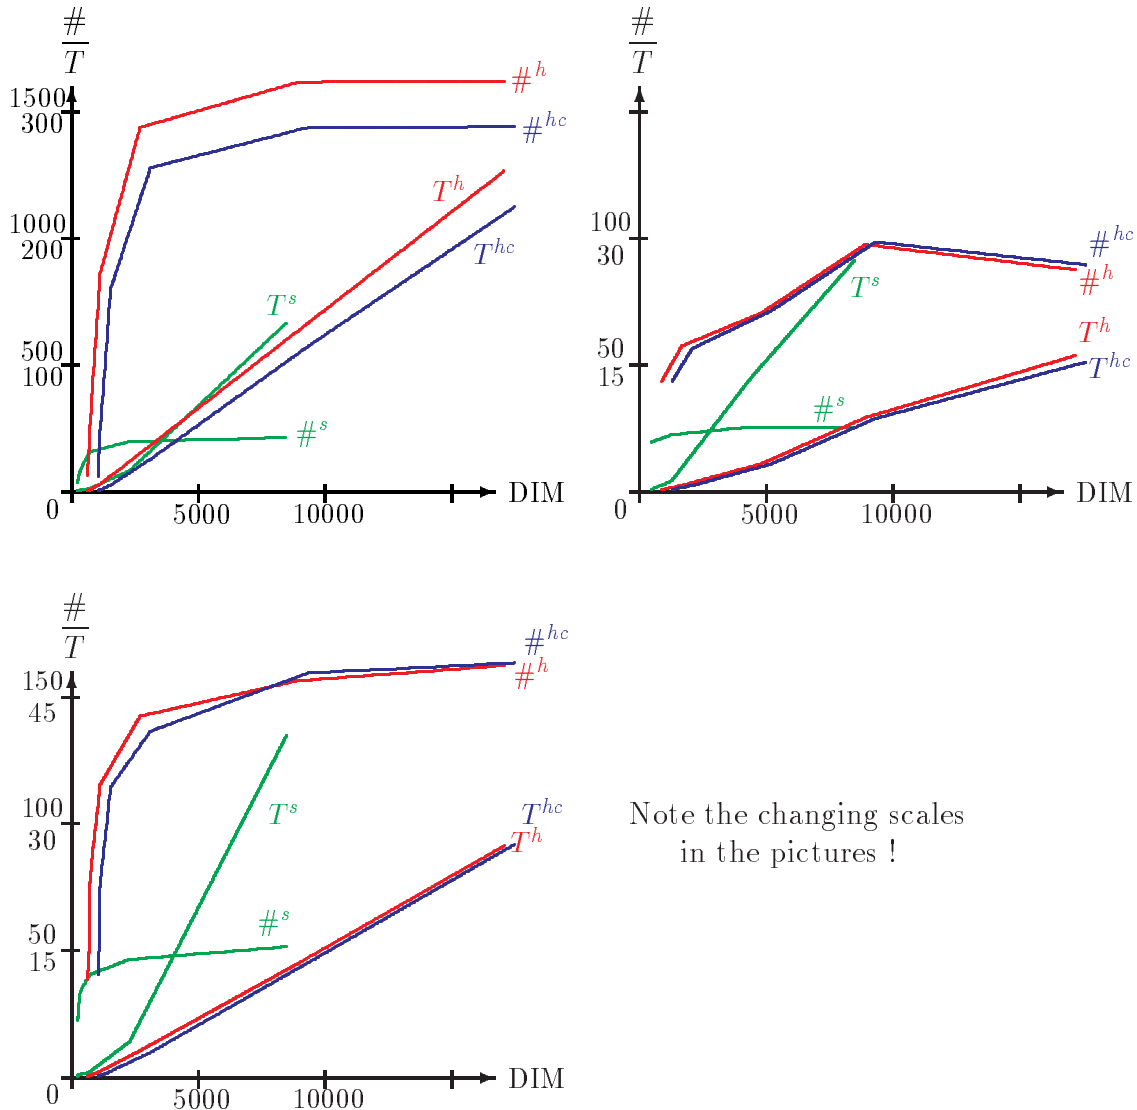 #
T
1500
300
1000
200
500
100
0
5000
10000
DIM
#^h
#^hc
T^h
T^hc
T^s
#^s
#
T
100
30
50
15
0
5000
10000
DIM
#^hc
#^h
T^s
T^h
T^hc
#^s
#
T
150
45
100
30
50
15
0
5000
10000
DIM
#^hc
#^h
T^s
T^hc
T^h
#^s
Note the changing scales
in the pictures !